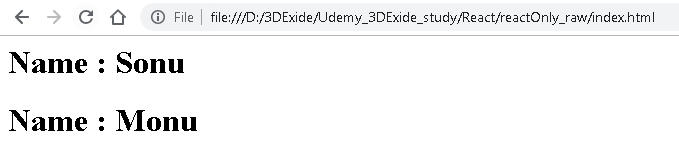 File file:///D:/3DExide/Udemy_3DExide_study/React/reactOnly_raw/index.html
Name : Sonu
Name : Monu